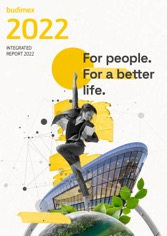 budimex
2022
INTEGRATED
REPORT 2022
For people.
For a better
life.